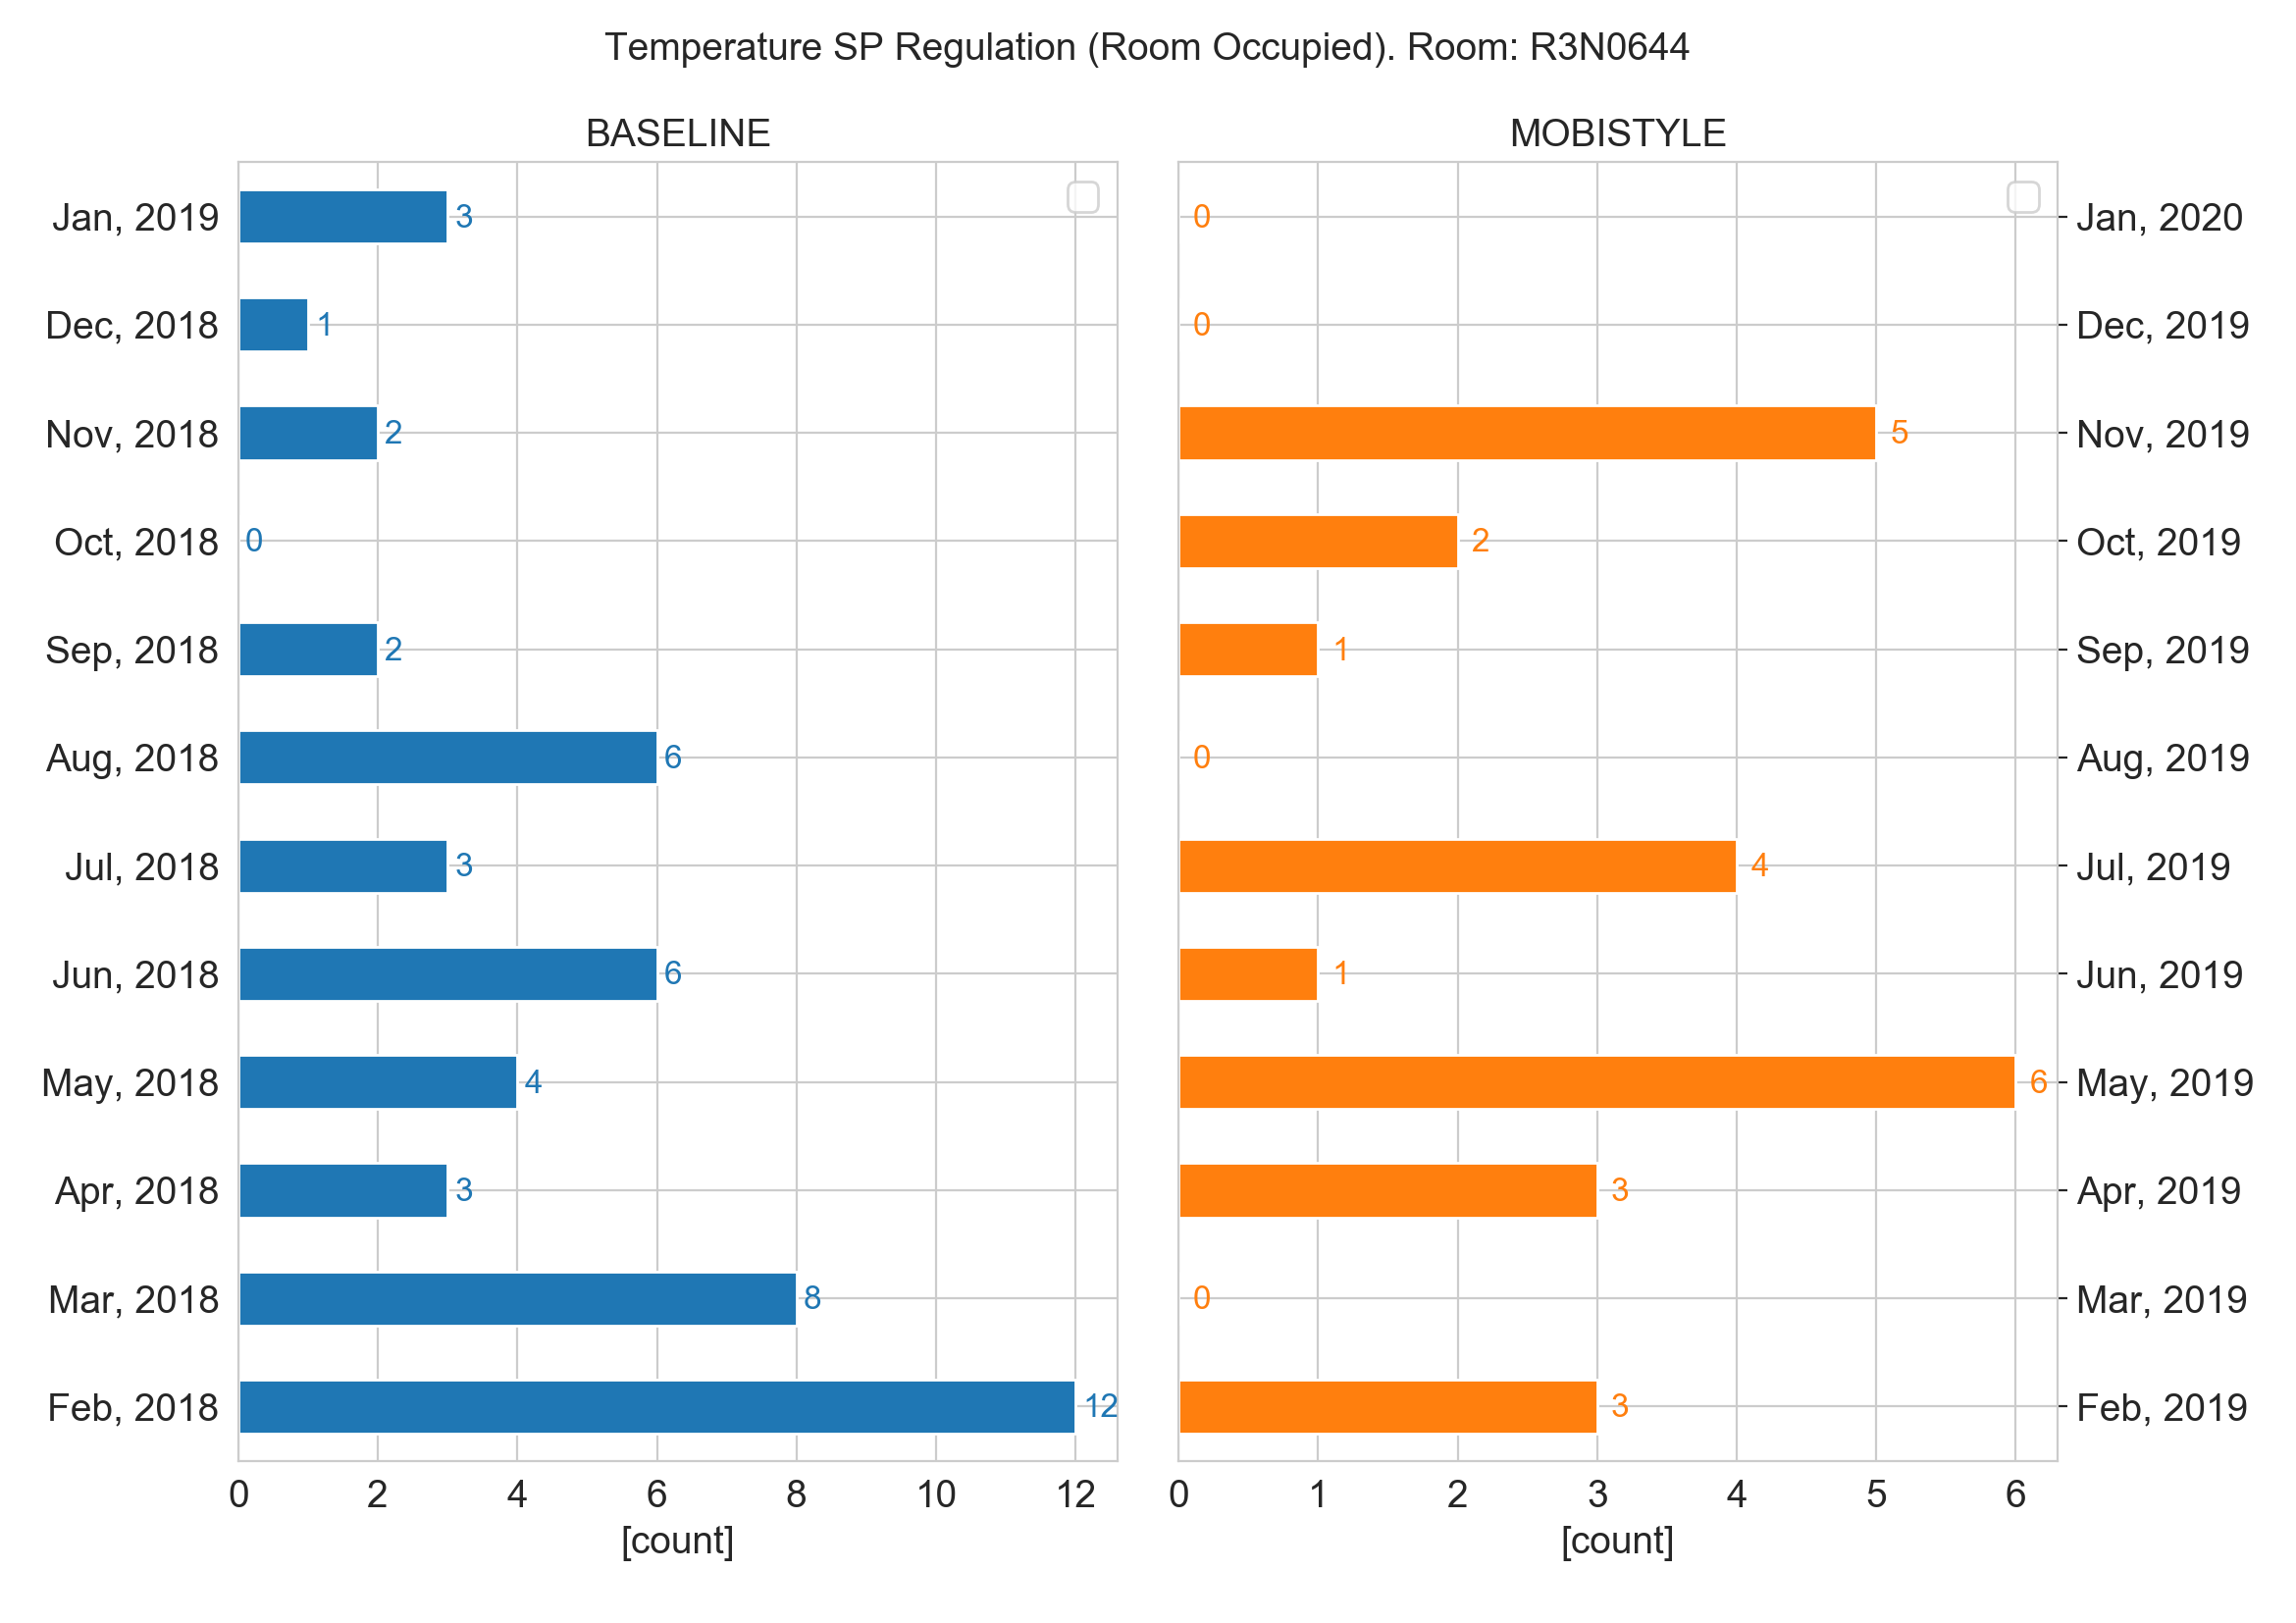 Temperature SP Regulation (Room Occupied). Room: R3N0644
BASELINE
Jan, 2019
3
Dec, 2018
1
Nov, 2018
2
Oct, 2018
0
Sep, 2018
2
Aug, 2018
6
Jul, 2018
3
Jun, 2018
6
May, 2018
4
Apr, 2018
3
Mar, 2018
8
Feb, 2018
12
0 2 4 6 8 10 12
[count]
MOBISTYLE
0
Jan, 2020
0
Dec, 2019
5
Nov, 2019
2
Oct, 2019
1
Sep, 2019
0
Aug, 2019
4
Jul, 2019
1
Jun, 2019
6
May, 2019
3
Apr, 2019
0
Mar, 2019
3
Feb, 2019
0 1 2 3 4 5 6
[count]